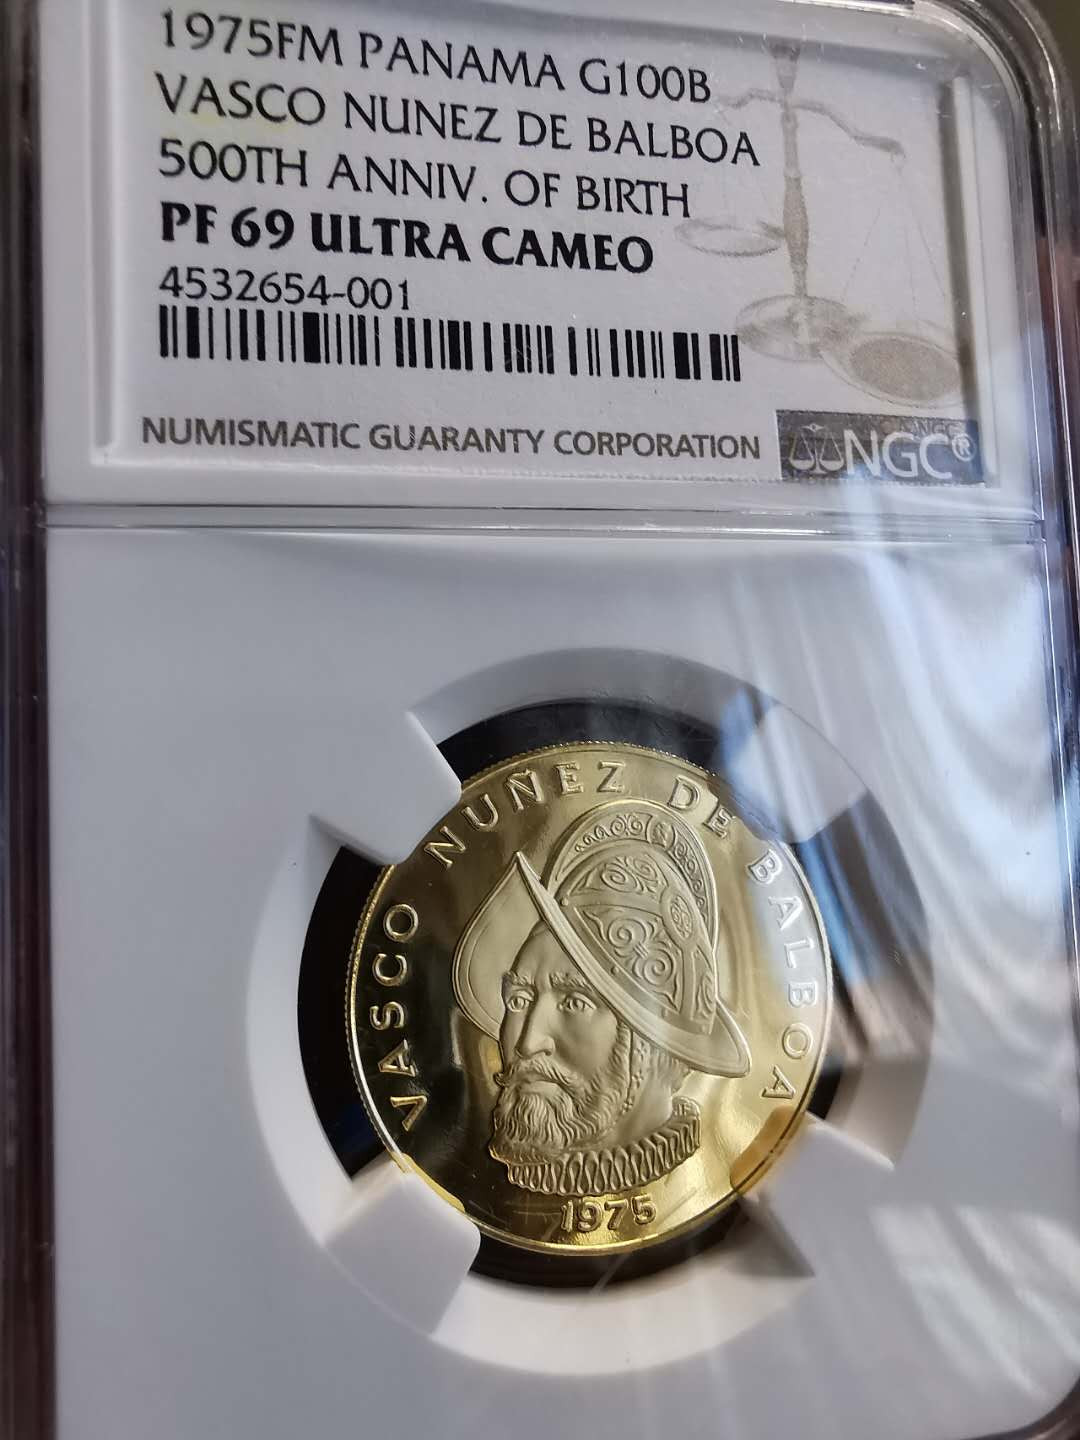 1975FM PANAMA G100B
VASCO NUNEZ DE BALBOA
500TH ANNIV. OF BIRTH
PF 69 ULTRA CAMEO
4532654-001
NUMISMATIC GUARANTY CORPORATION NGC®
VASCO NUÑEZ DE BALBOA
1975